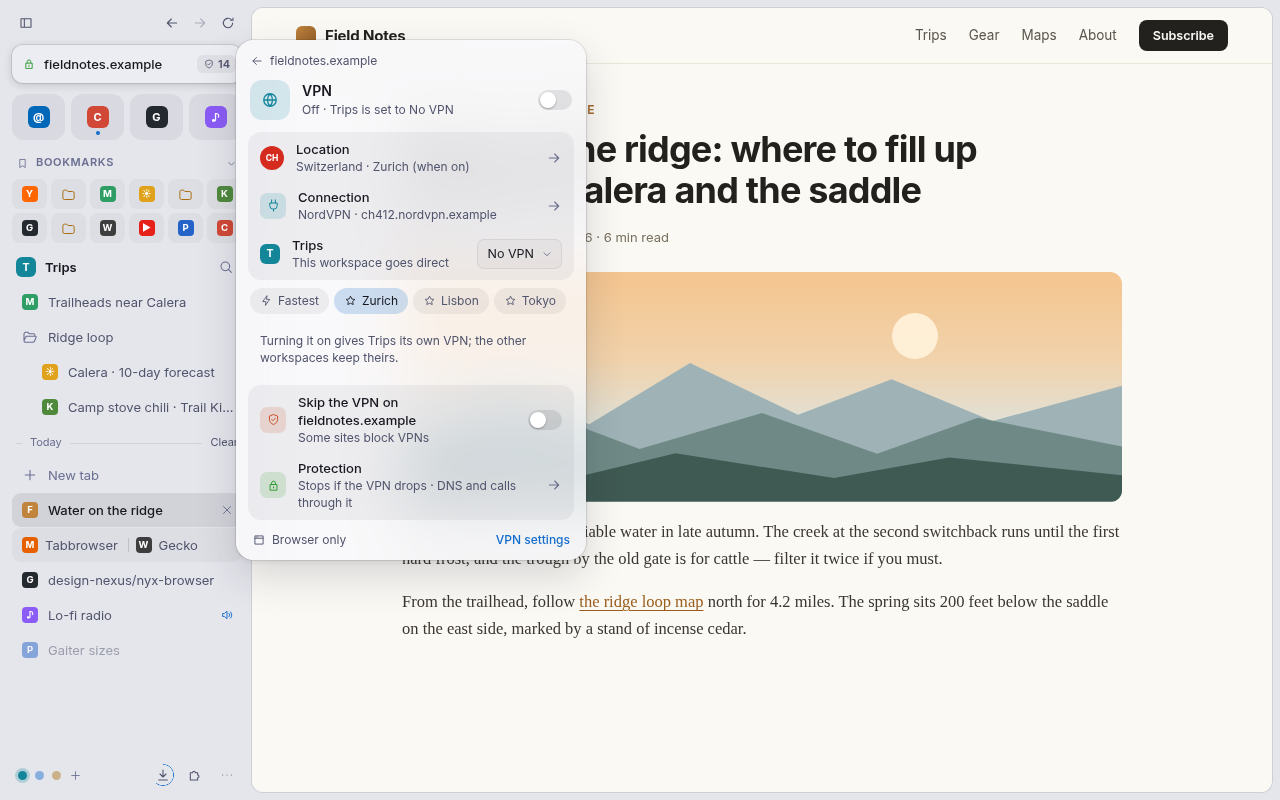 fieldnotes.example
14
@
C
G
BOOKMARKS
Y
M
K
G
W
P
C
T
Trips
M
Trailheads near Calera
Ridge loop
Calera · 10-day forecast
K
Camp stove chili · Trail Ki...
Today
Clear
New tab
F
Water on the ridge
M
Tabbrowser
W
Gecko
design-nexus/nyx-browser
Lo-fi radio
P
Gaiter sizes
fieldnotes.example
VPN
Off · Trips is set to No VPN
CH
Location
Switzerland · Zurich (when on)
Connection
NordVPN · ch412.nordvpn.example
T
Trips
This workspace goes direct
No VPN
Fastest
Zurich
Lisbon
Tokyo
Turning it on gives Trips its own VPN; the other
workspaces keep theirs.
Skip the VPN on
fieldnotes.example
Some sites block VPNs
Protection
Stops if the VPN drops · DNS and calls
through it
Browser only
VPN settings
Field Notes
Trips
Gear
Maps
About
Subscribe
E
ne ridge: where to fill up
alera and the saddle
6 · 6 min read
iable water in late autumn. The creek at the second switchback runs until the first
hard frost, and the trough by the old gate is for cattle — filter it twice if you must.
From the trailhead, follow the ridge loop map north for 4.2 miles. The spring sits 200 feet below the saddle
on the east side, marked by a stand of incense cedar.